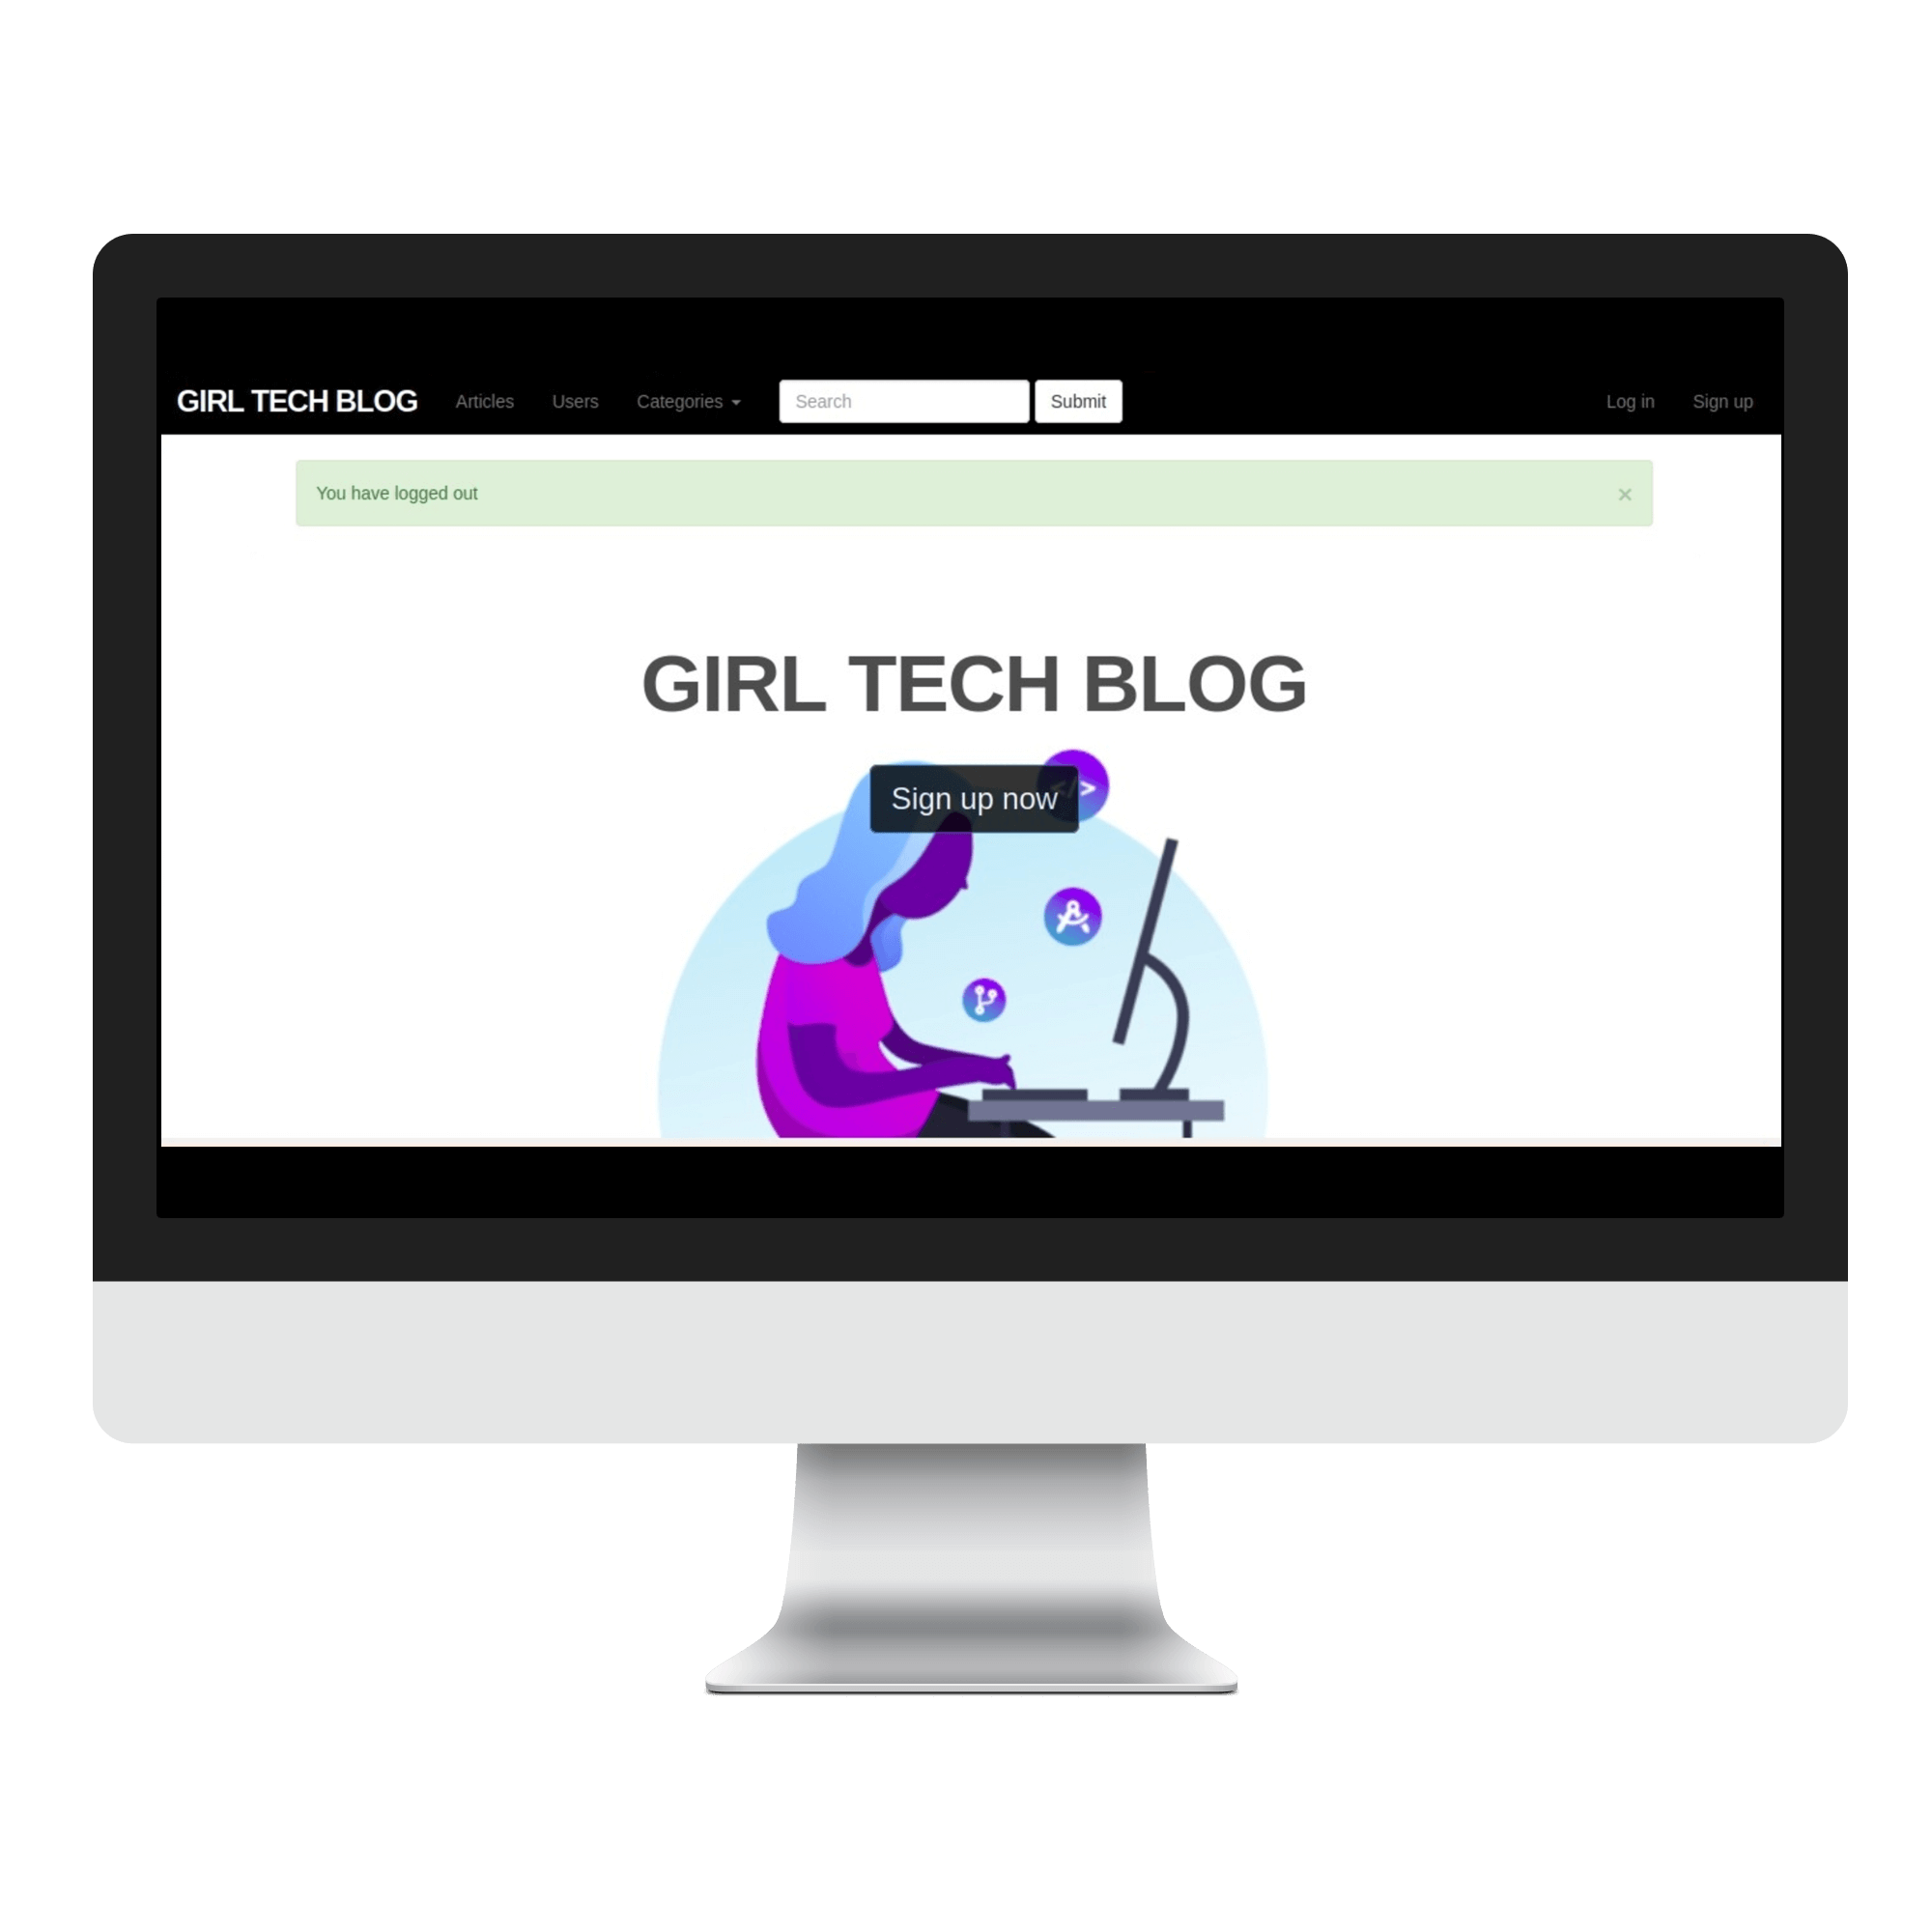 GIRL TECH BLOG Articles Users Categories Search Submit Log in Sign up
You have logged out ×
GIRL TECH BLOG
Sign up now
</>